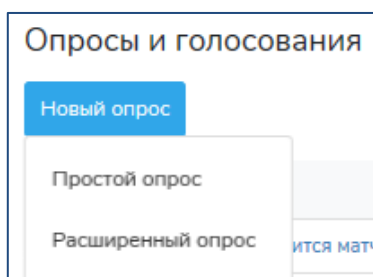 Опросы и голосования
Новый опрос
Простой опрос
Расширенный опрос